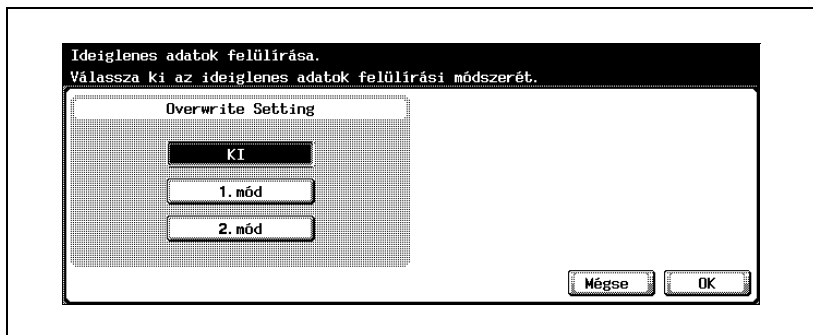 Ideiglenes adatok felülírása.
Válassza ki az ideiglenes adatok felülírási módszerét.
Overwrite Setting
KI
1. mód
2. mód
Mégse OK